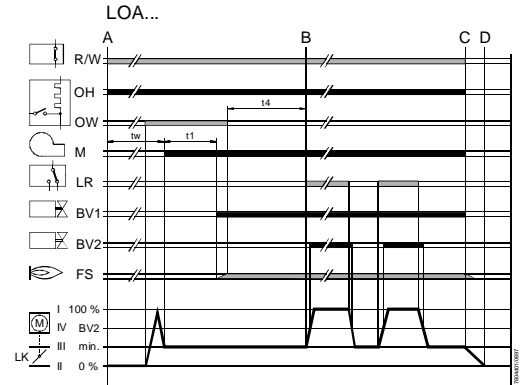 LOA...
A B C D
R/W
OH
t4
OW
tw t1
M
LR
BV1
BV2
FS
I 100 %
M IV BV2
LK III min.
II 0 %